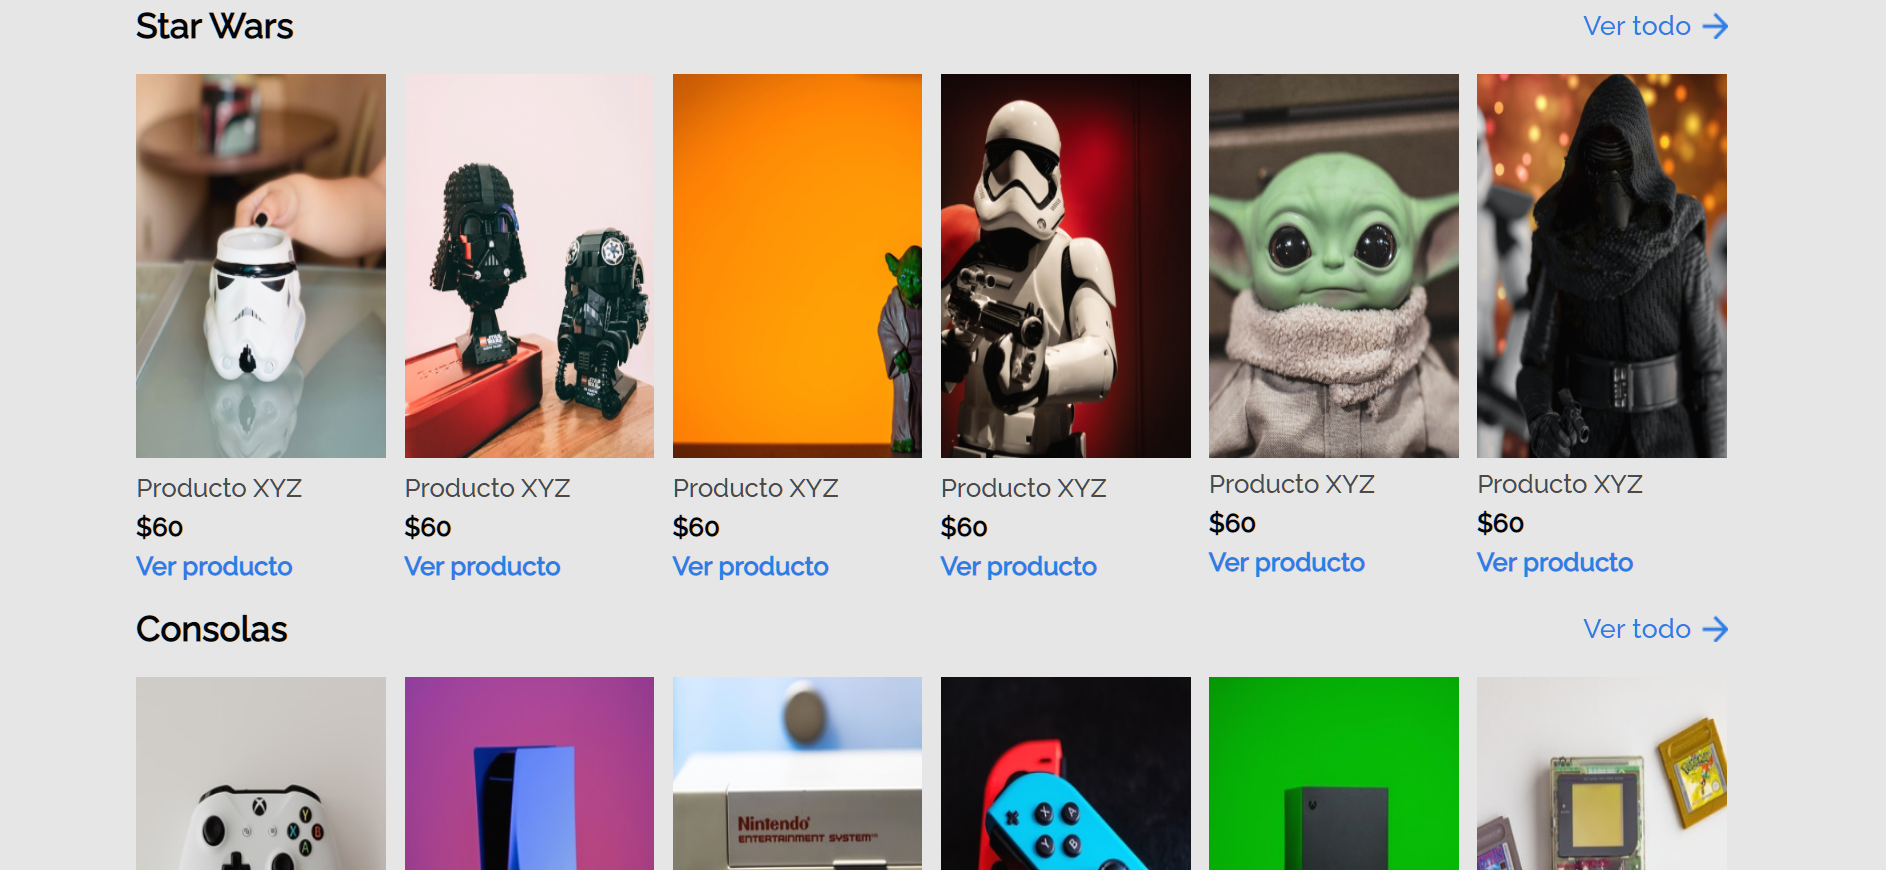 Star Wars
Ver todo
Producto XYZ
$60
Ver producto
Producto XYZ
$60
Ver producto
Producto XYZ
$60
Ver producto
Producto XYZ
$60
Ver producto
Producto XYZ
$60
Ver producto
Producto XYZ
$60
Ver producto
Consolas
Ver todo
X
Y
X
B
A
Nintendo
ENTERTAINMENT SYSTEM™
X
A
Y
B